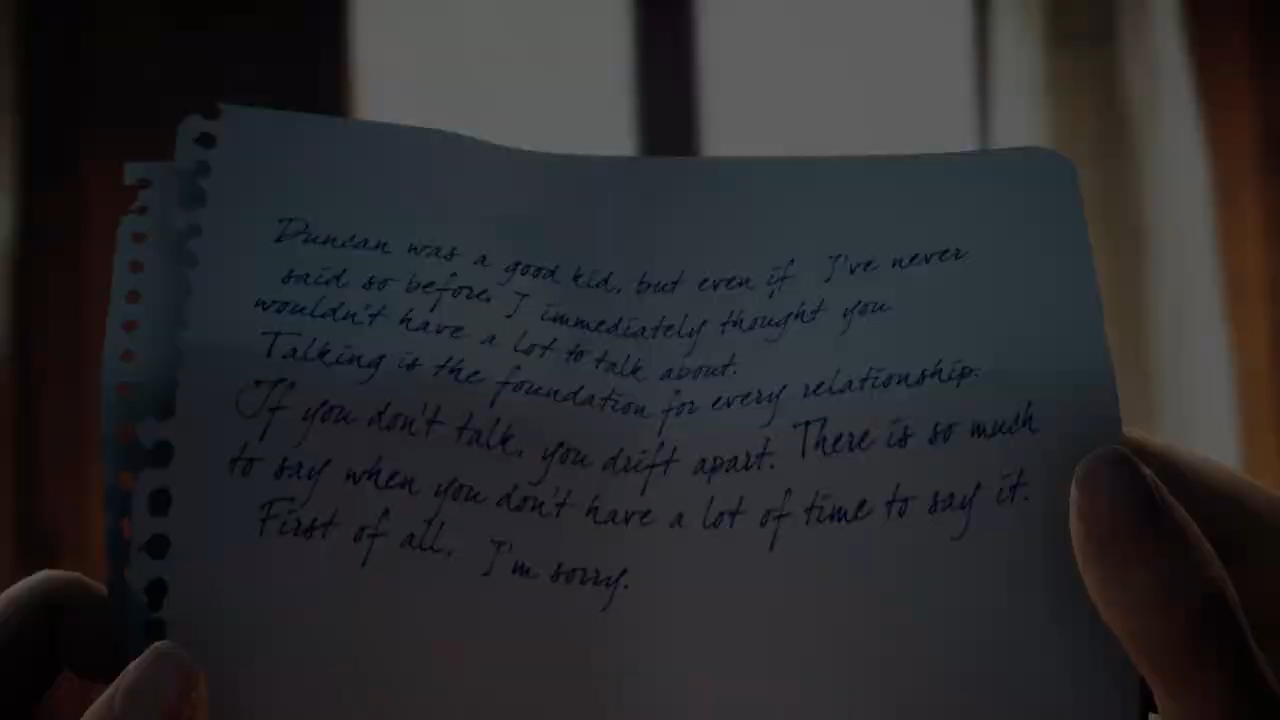 Duncan was a good kid, but even if I've never
said so before, I immediately thought you
wouldn't have a lot to talk about.
Talking is the foundation for every relationship.
If you don't talk, you drift apart. There is so much
to say when you don't have a lot of time to say it.
First of all, I'm sorry.